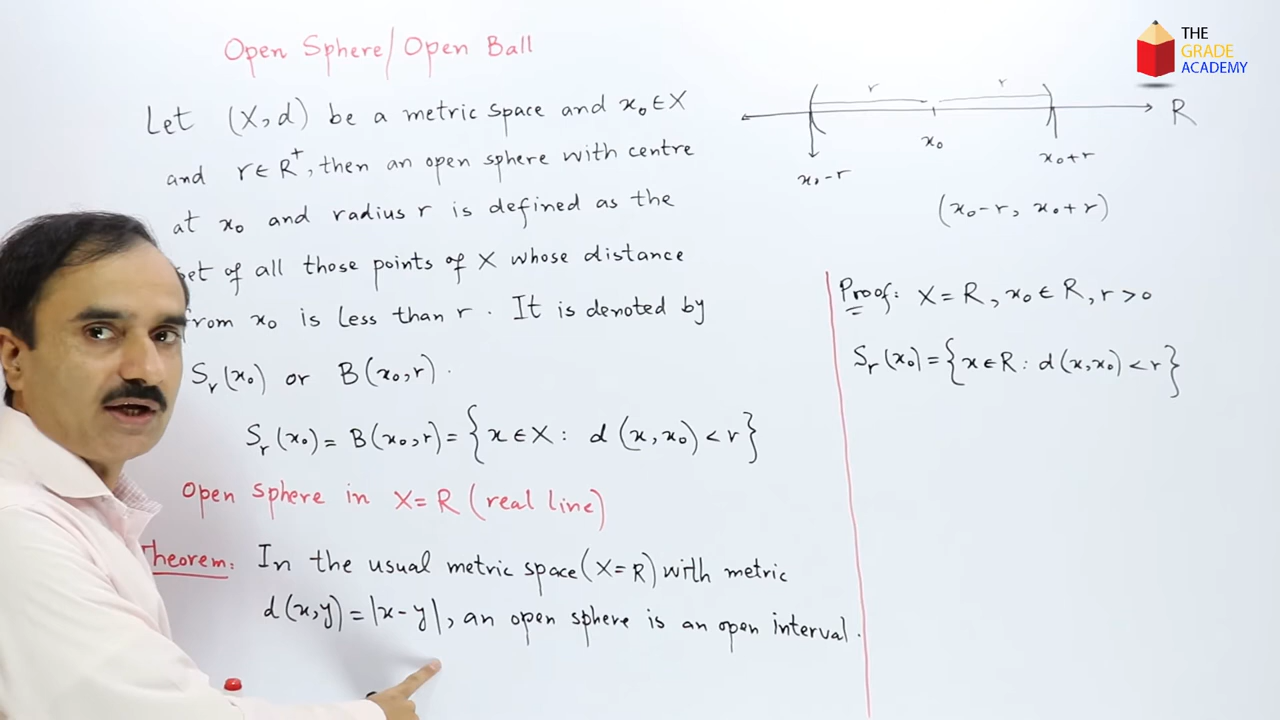 Open Sphere/Open Ball
Let (X,d) be a metric space and x₀∈X
and r∈R⁺, then an open sphere with centre
at x₀ and radius r is defined as the
set of all those points of X whose distance
from x₀ is less than r. It is denoted by
Sᵣ(x₀) or B(x₀,r).
Sᵣ(x₀) = B(x₀,r) = {x∈X : d(x,x₀) < r}
Open sphere in X=R (real line)
Theorem: In the usual metric space (X=R) with metric
d(x,y) = |x-y|, an open sphere is an open interval.
THE
GRADE
ACADEMY
r r
R
x₀
x₀-r x₀+r
(x₀-r, x₀+r)
Proof: X=R, x₀∈R, r>0
Sᵣ(x₀) = {x∈R : d(x,x₀) < r}